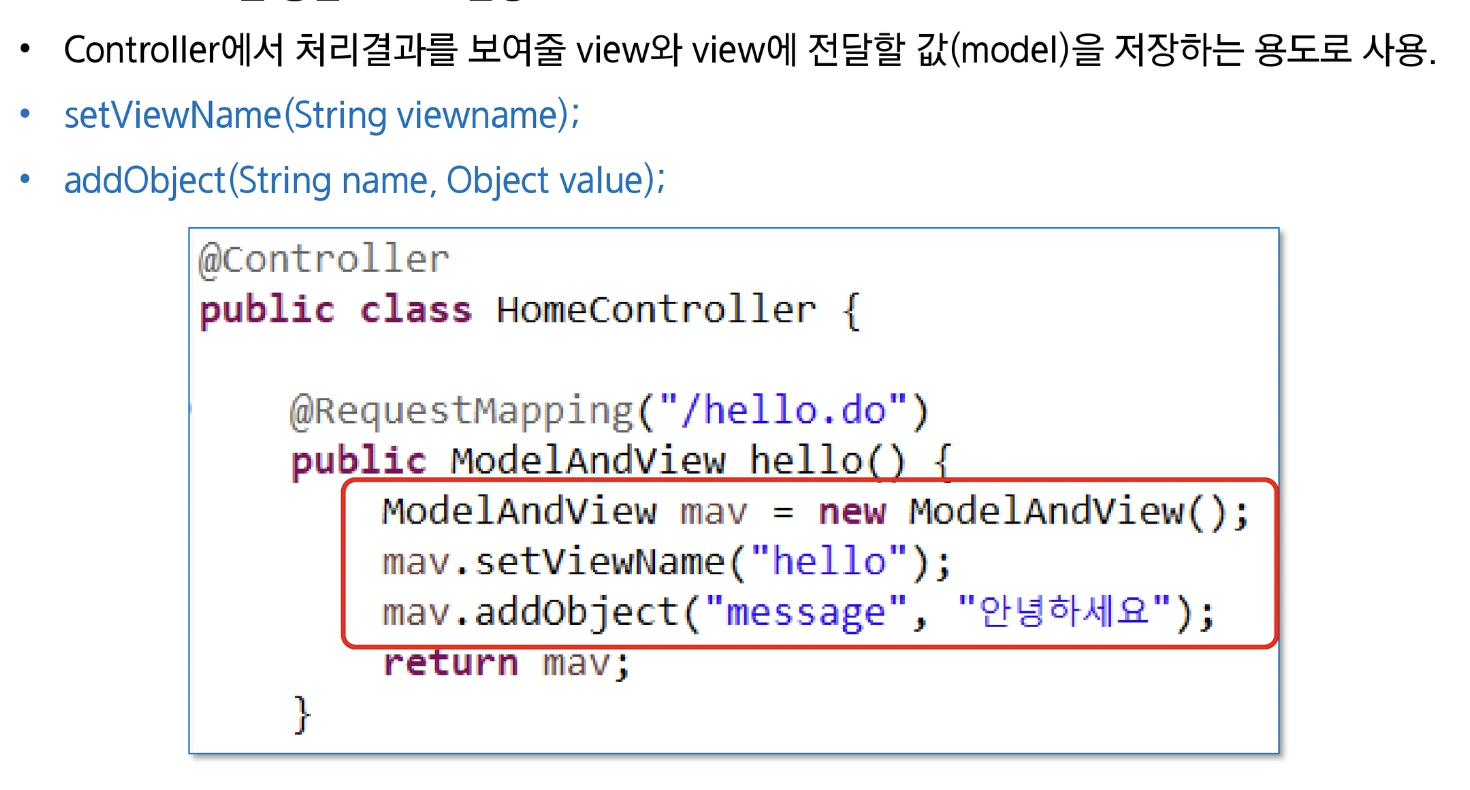 • Controller에서 처리결과를 보여줄 view와 view에 전달할 값(model)을 저장하는 용도로 사용.
• setViewName(String viewname);
• addObject(String name, Object value);
@Controller
public class HomeController {
@RequestMapping("/hello.do")
public ModelAndView hello() {
ModelAndView mav = new ModelAndView();
mav.setViewName("hello");
mav.addObject("message", "안녕하세요");
return mav;
}